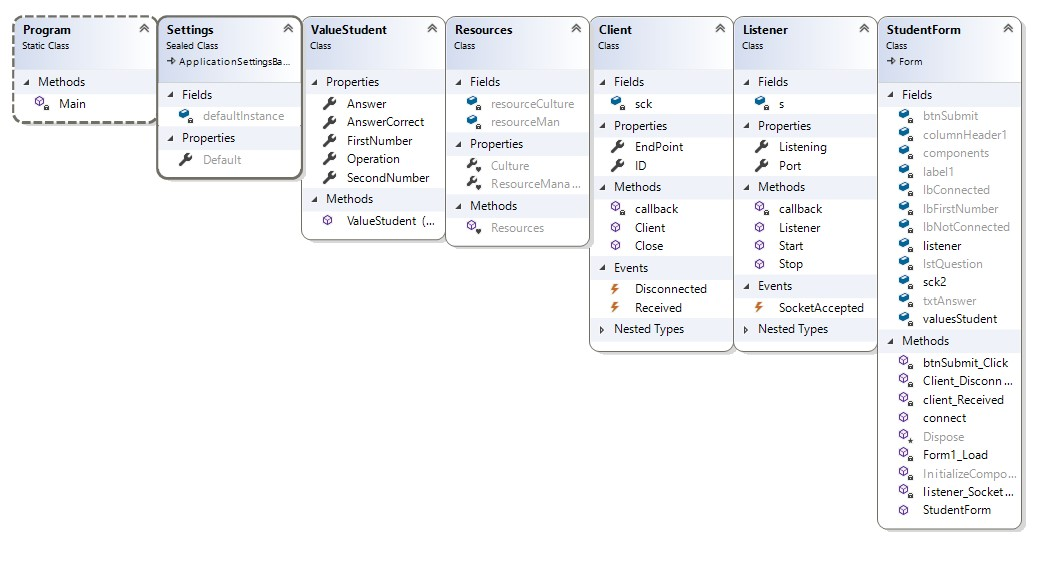 Program
Static Class
Methods
Main
Settings
Sealed Class
ApplicationSettingsBa...
Fields
defaultInstance
Properties
Default
ValueStudent
Class
Properties
Answer
AnswerCorrect
FirstNumber
Operation
SecondNumber
Methods
ValueStudent (...
Resources
Class
Fields
resourceCulture
resourceMan
Properties
Culture
ResourceMana...
Methods
Resources
Client
Class
Fields
sck
Properties
EndPoint
ID
Methods
callback
Client
Close
Events
Disconnected
Received
Nested Types
Listener
Class
Fields
s
Properties
Listening
Port
Methods
callback
Listener
Start
Stop
Events
SocketAccepted
Nested Types
StudentForm
Class
Form
Fields
btnSubmit
columnHeader1
components
label1
lbConnected
lbFirstNumber
lbNotConnected
listener
lstQuestion
sck2
txtAnswer
valuesStudent
Methods
btnSubmit_Click
Client_Disconn...
client_Received
connect
Dispose
Form1_Load
InitializeCompo...
listener_Socket...
StudentForm